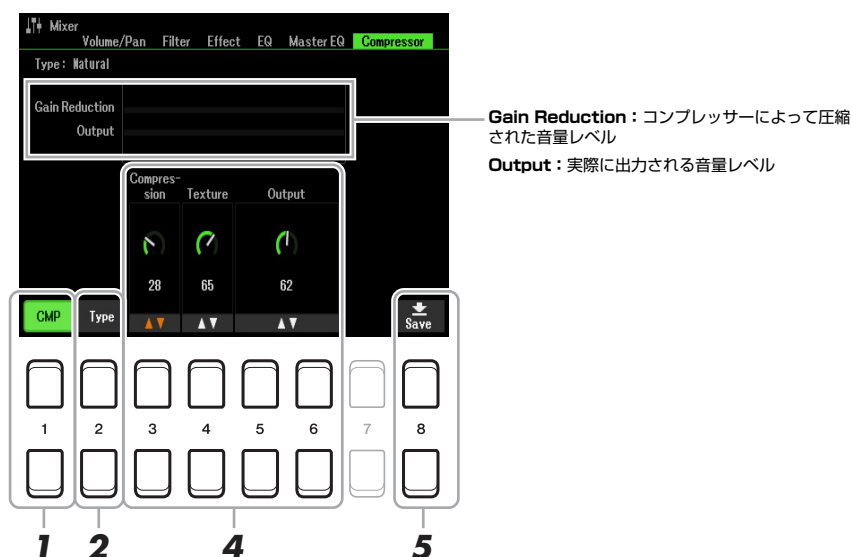 Mixer
Volume/Pan Filter Effect EQ Master EQ Compressor
Type: Natural
Gain Reduction
Output
Gain Reduction：コンプレッサーによって圧縮
された音量レベル
Output：実際に出力される音量レベル
Compres-
sion Texture Output
28 65 62
CMP Type Save
1 2 3 4 5 6 7 8
1 2 4 5